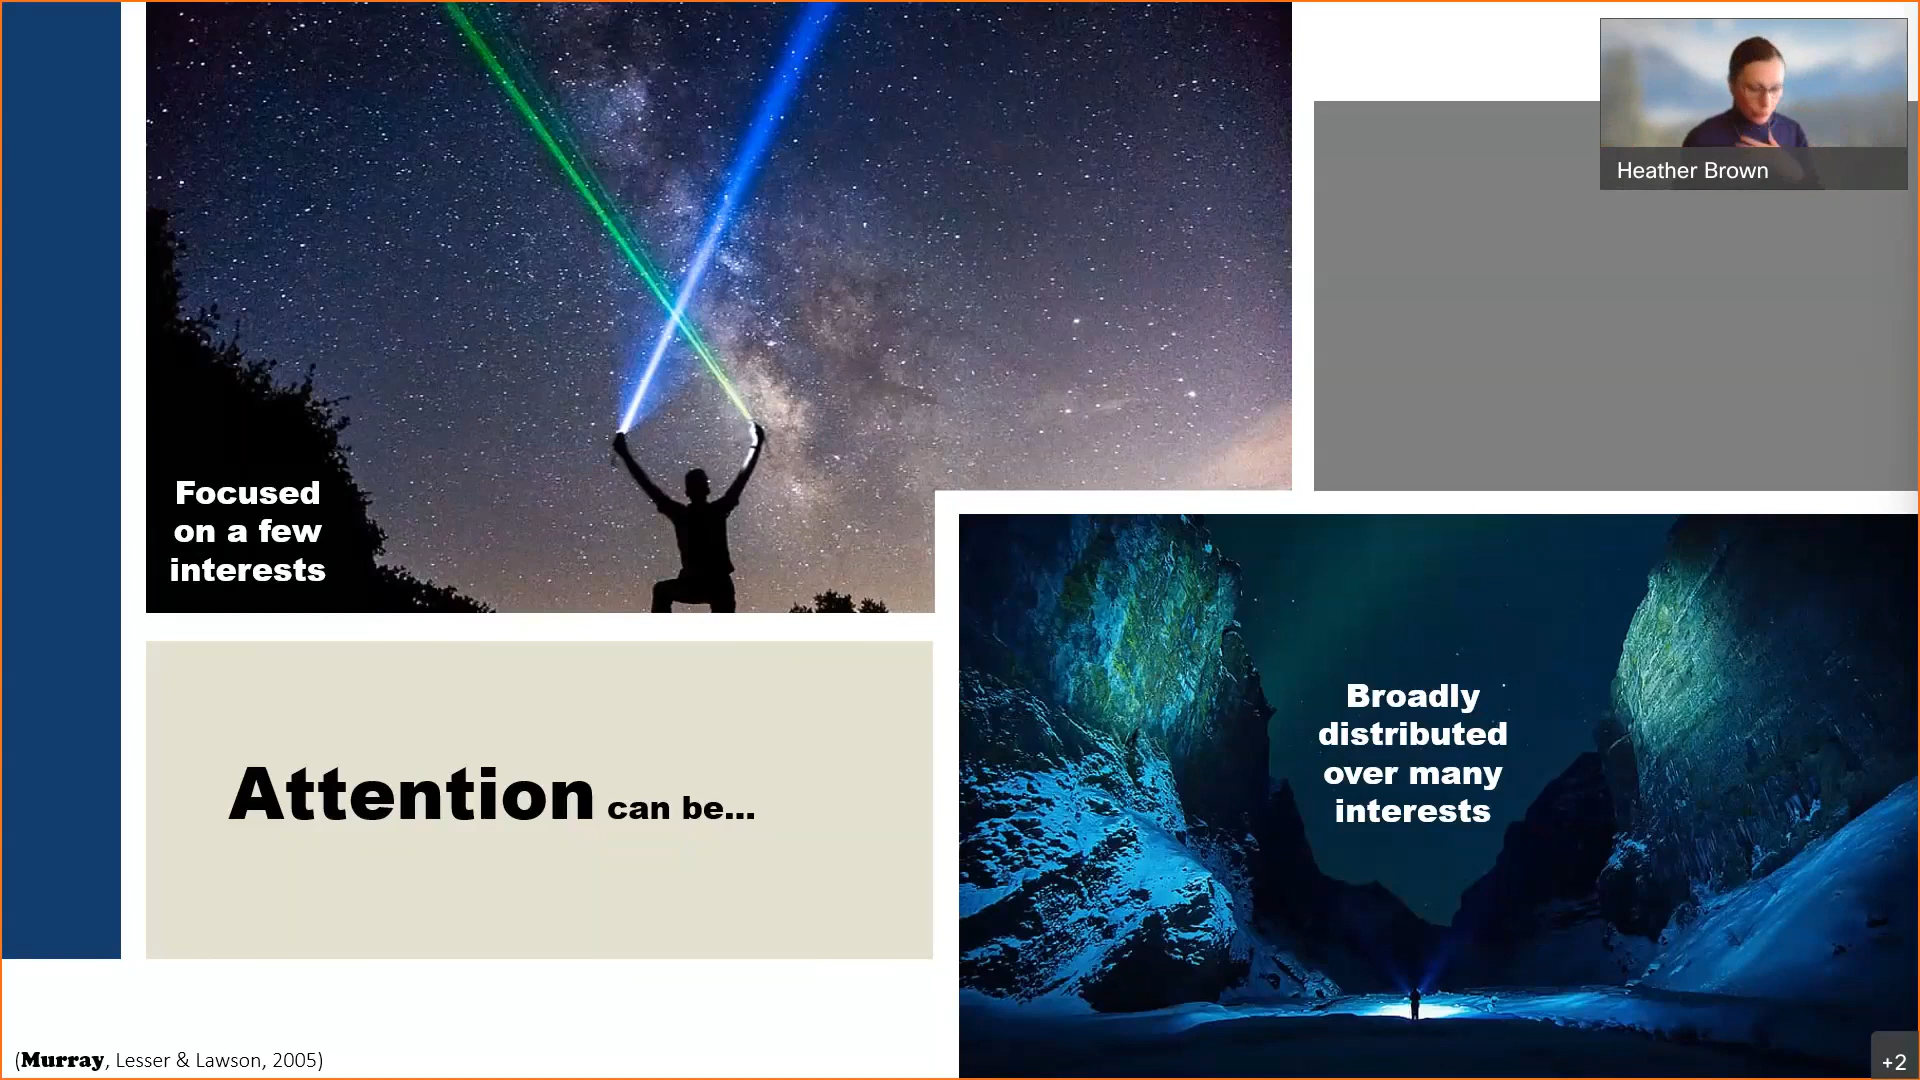 Heather Brown
Focused
on a few
interests
Broadly
distributed
over many
interests
Attention can be...
(Murray, Lesser & Lawson, 2005)
+2